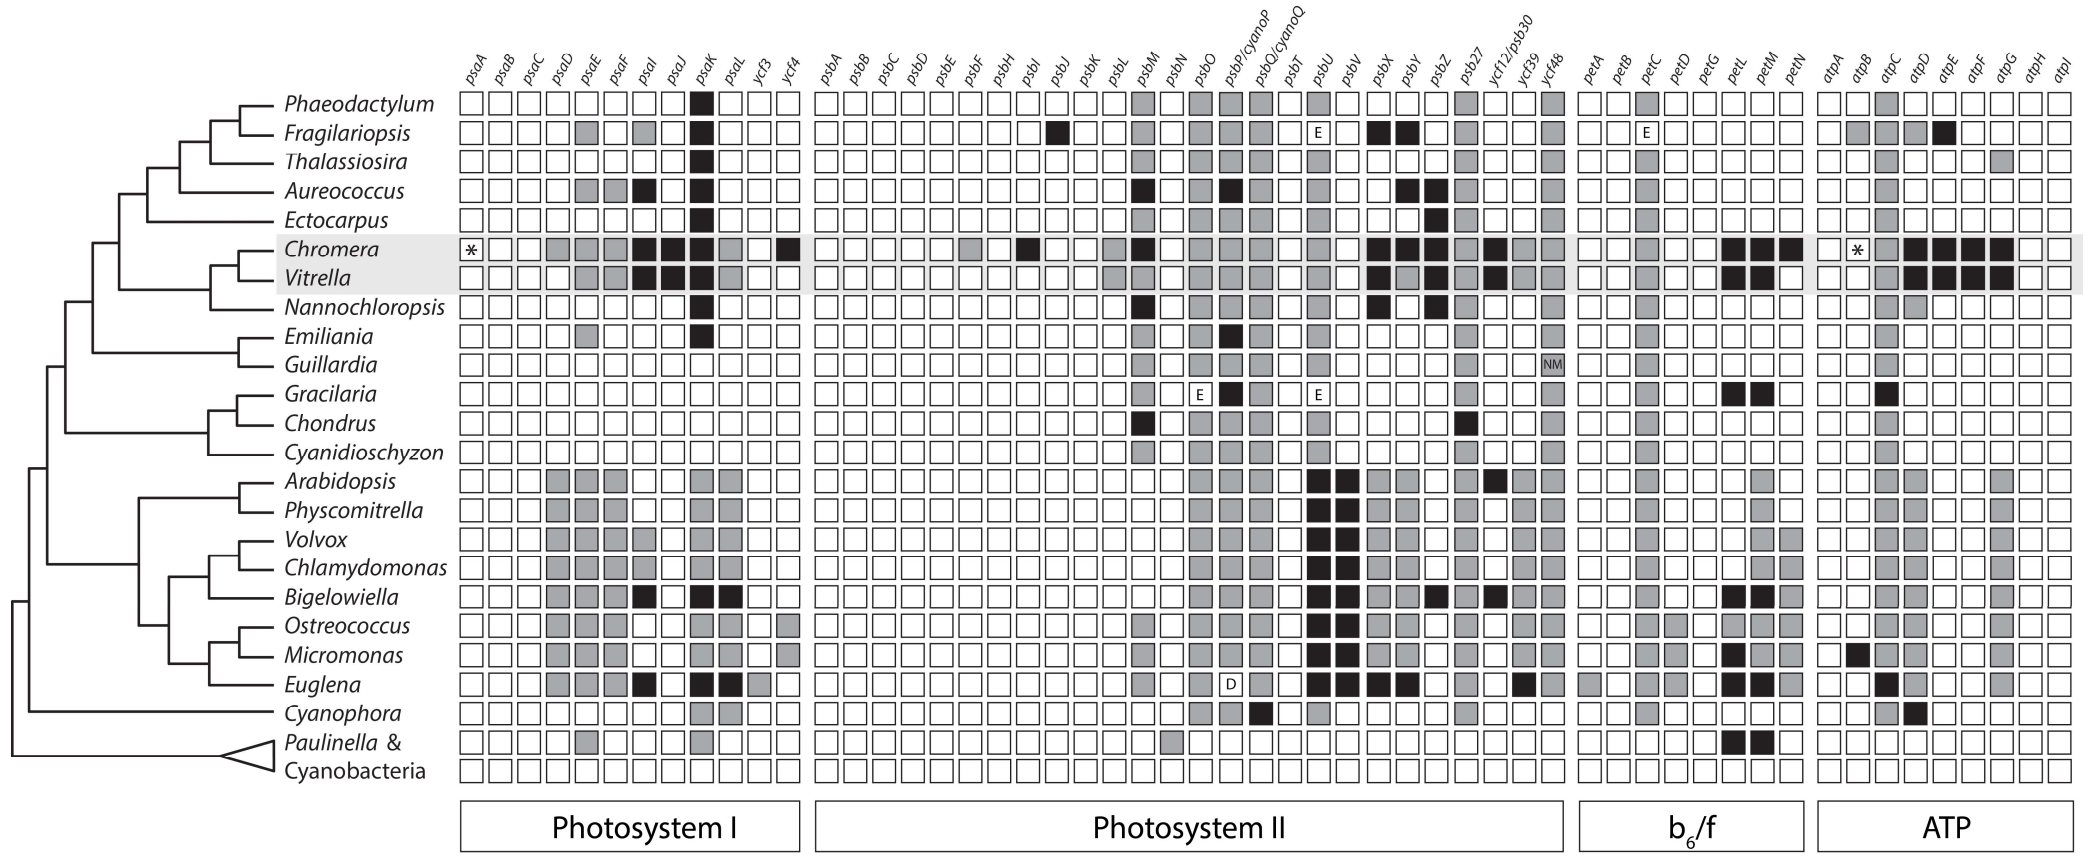 psaA psaB psaC psaD psaE psaF psaI psaJ psaK psaL ycf3 ycf4 psbA psbB psbC psbD psbE psbF psbH psbI psbJ psbK psbL psbM psbN psbO psbP/cyanoP psbQ/cyanoQ psbT psbU psbV psbX psbY psbZ psb27 ycf12/psb30 ycf39 ycf48 petA petB petC petD petG petL petM petN atpA atpB atpC atpD atpE atpF atpG atpH atpI
Phaeodactylum
Fragilariopsis E E
Thalassiosira
Aureococcus
Ectocarpus
Chromera * *
Vitrella
Nannochloropsis
Emiliania
Guillardia NM
Gracilaria E E
Chondrus
Cyanidioschyzon
Arabidopsis
Physcomitrella
Volvox
Chlamydomonas
Bigelowiella
Ostreococcus
Micromonas
Euglena D
Cyanophora
Paulinella &
Cyanobacteria
Photosystem I Photosystem II b6/f ATP